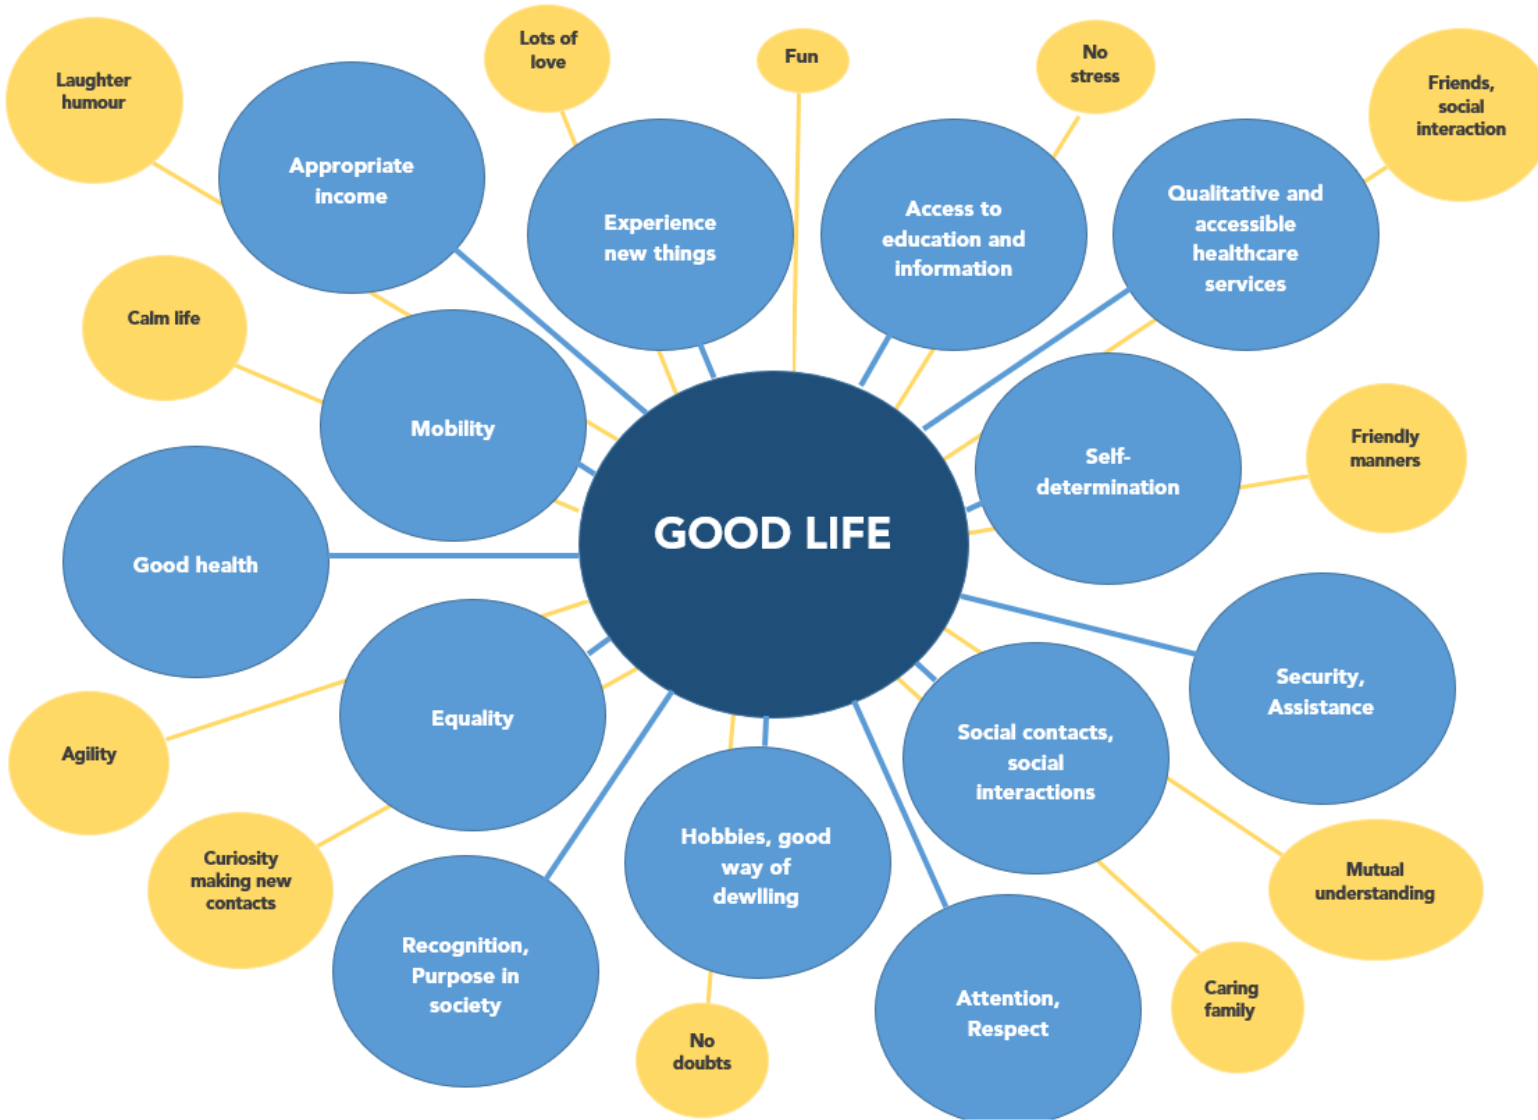 Lots of
love
Fun
No
stress
Laughter
humour
Friends,
social
interaction
Appropriate
income
Experience
new things
Access to
education and
information
Qualitative and
accessible
healthcare
services
Calm life
Mobility
Self-
determination
Friendly
manners
GOOD LIFE
Good health
Equality
Security,
Assistance
Agility
Social contacts,
social
interactions
Curiosity
making new
contacts
Hobbies, good
way of
dewlling
Mutual
understanding
Recognition,
Purpose in
society
Attention,
Respect
Caring
family
No
doubts